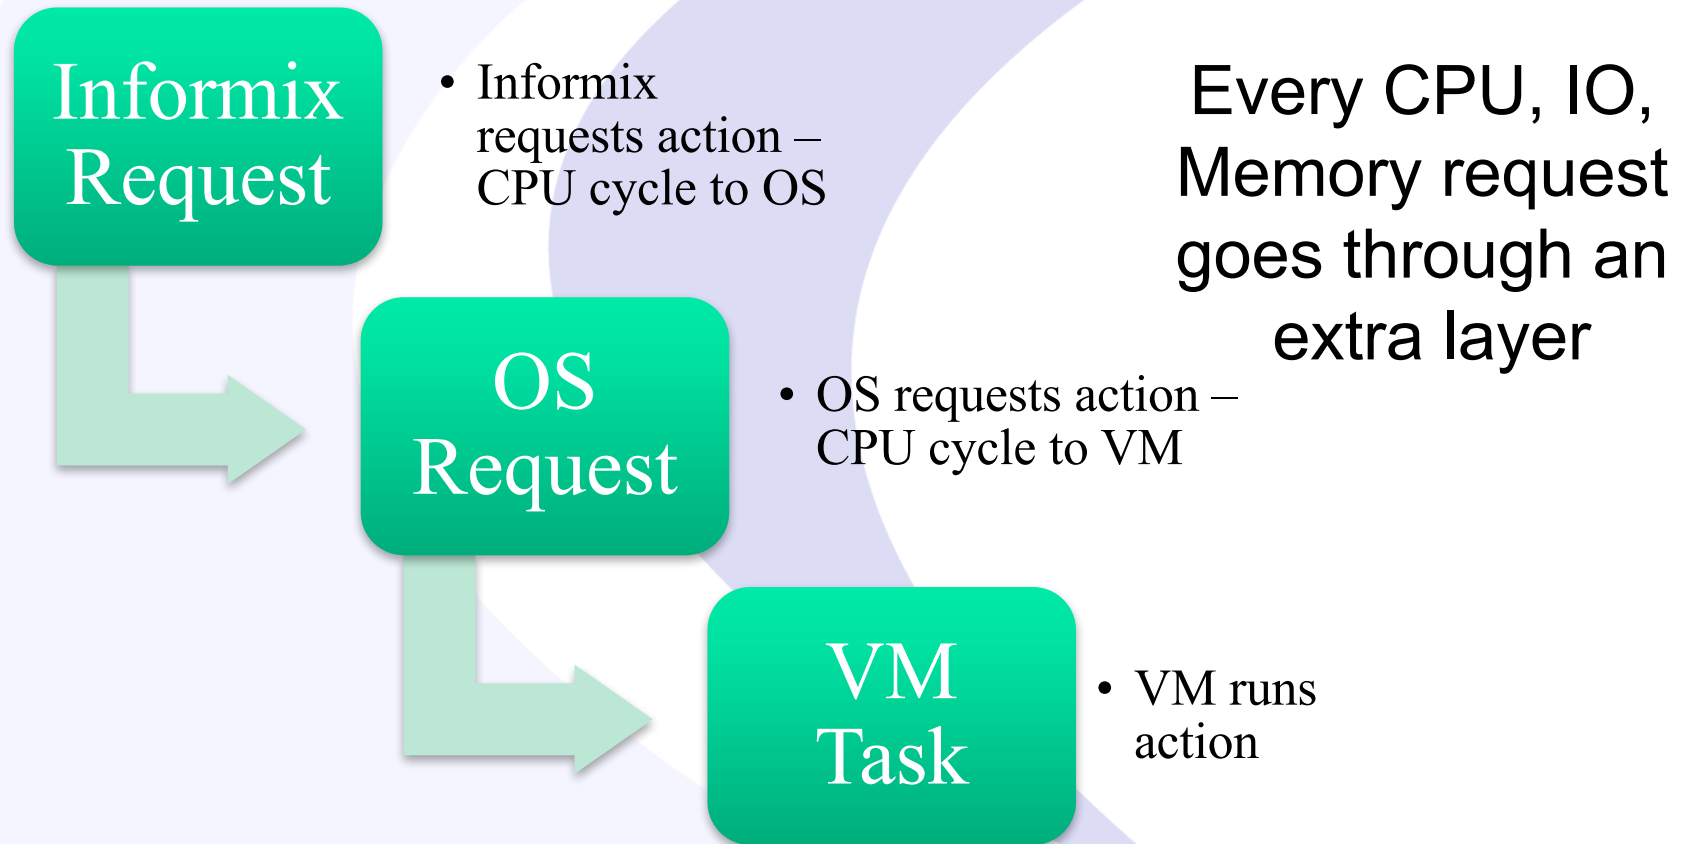 Informix
Request
• Informix
requests action –
CPU cycle to OS
Every CPU, IO,
Memory request
goes through an
extra layer
OS
Request
• OS requests action –
CPU cycle to VM
VM
Task
• VM runs
action